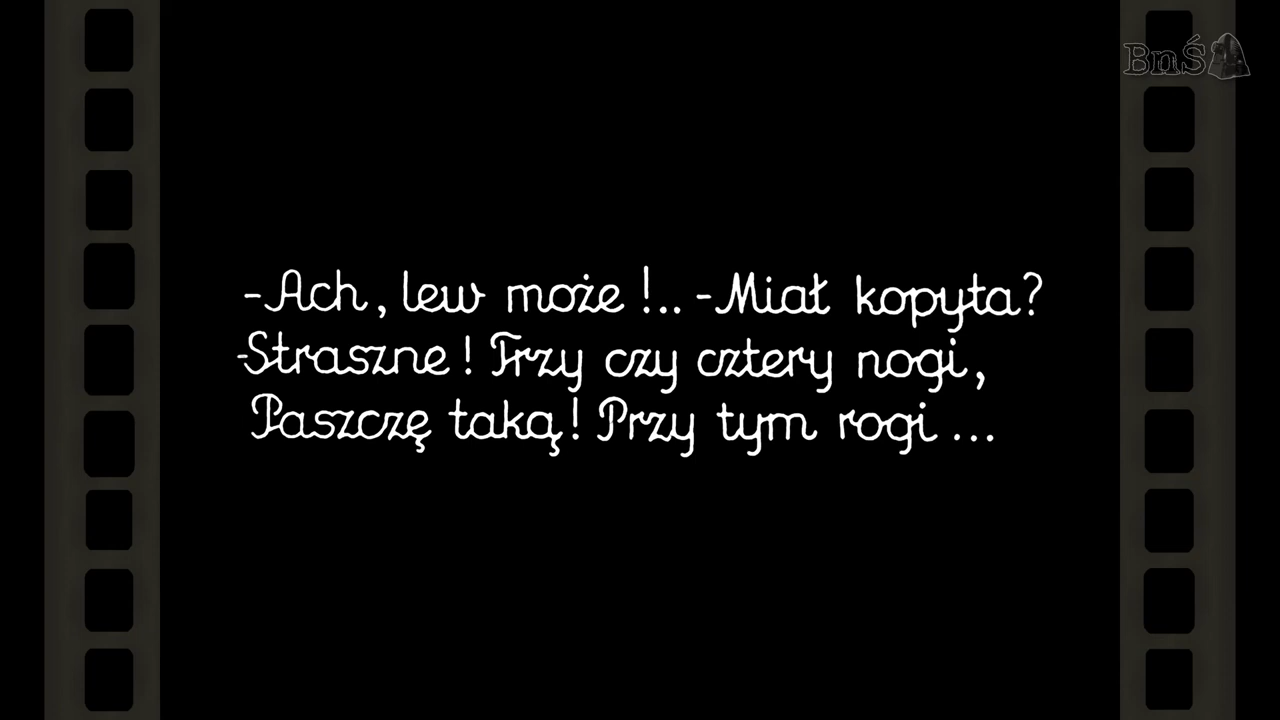 BnŚ
-Ach, lew może!.. -Miał kopyta?
-Straszne! Trzy czy cztery nogi,
Paszczę taką! Przy tym rogi...